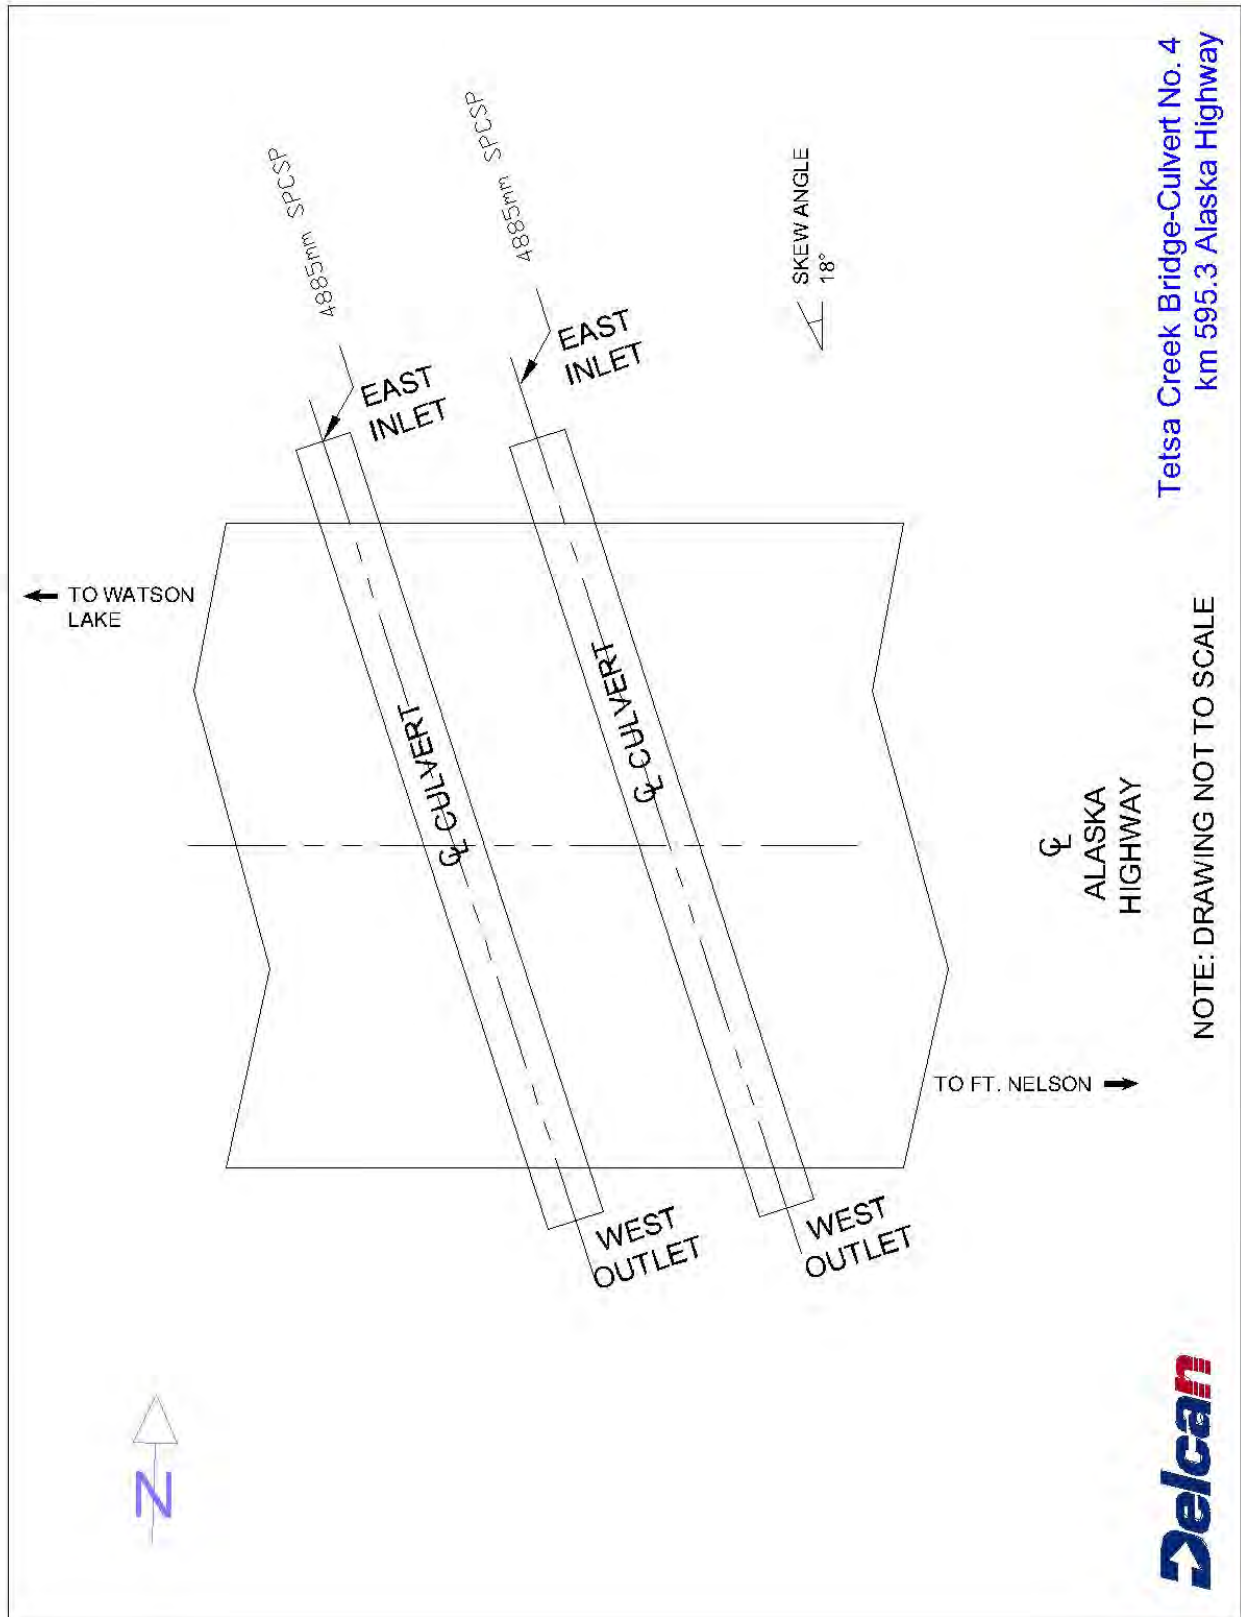 4885mm SPCSP
4885mm SPCSP
EAST
INLET
EAST
INLET
SKEW ANGLE
18°
TO WATSON
LAKE
℄ CULVERT
℄ CULVERT
℄
ALASKA
HIGHWAY
TO FT. NELSON
WEST
OUTLET
WEST
OUTLET
N
NOTE: DRAWING NOT TO SCALE
Tetsa Creek Bridge-Culvert No. 4
km 595.3 Alaska Highway
Delcan